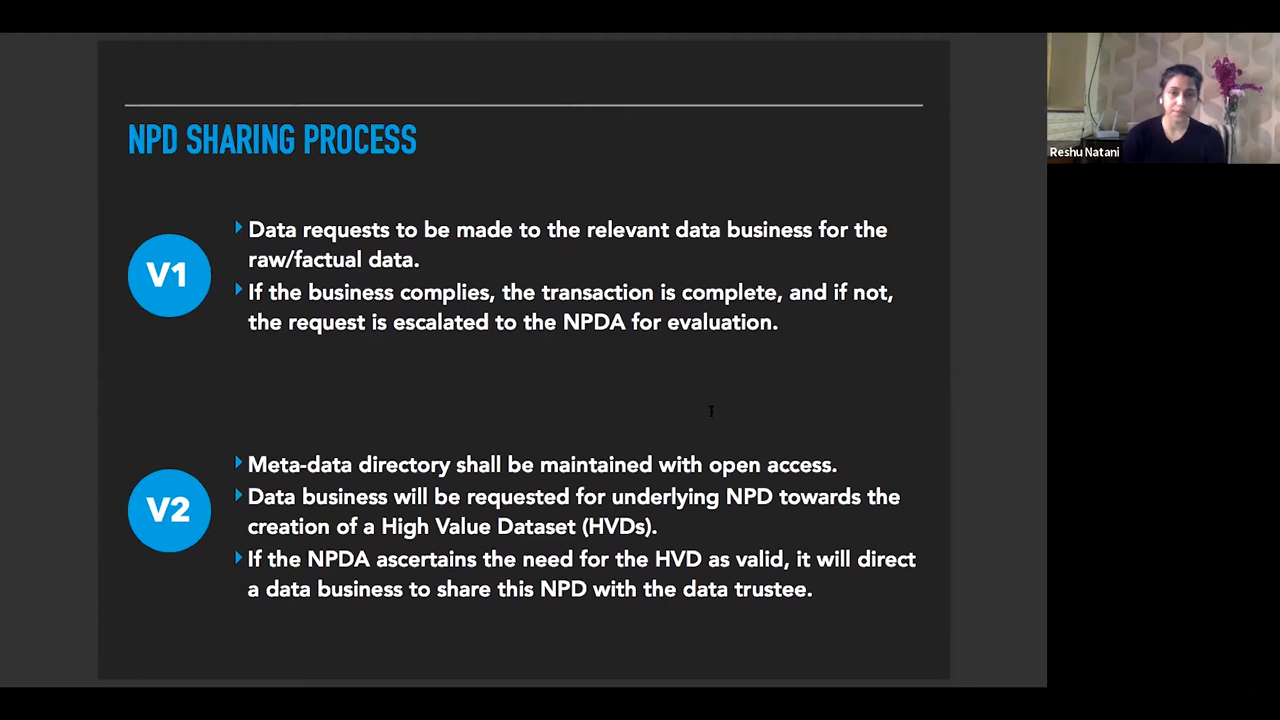 NPD SHARING PROCESS
Reshu Natani
V1
Data requests to be made to the relevant data business for the
raw/factual data.
If the business complies, the transaction is complete, and if not,
the request is escalated to the NPDA for evaluation.
V2
Meta-data directory shall be maintained with open access.
Data business will be requested for underlying NPD towards the
creation of a High Value Dataset (HVDs).
If the NPDA ascertains the need for the HVD as valid, it will direct
a data business to share this NPD with the data trustee.